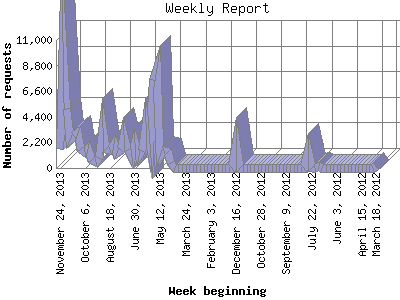 Weekly Report
Number of requests
11,000
8,800
6,600
4,400
2,200
0
November 24, 2013
October 6, 2013
August 18, 2013
June 30, 2013
May 12, 2013
March 24, 2013
February 3, 2013
December 16, 2012
October 28, 2012
September 9, 2012
July 22, 2012
June 3, 2012
April 15, 2012
March 18, 2012
Week beginning